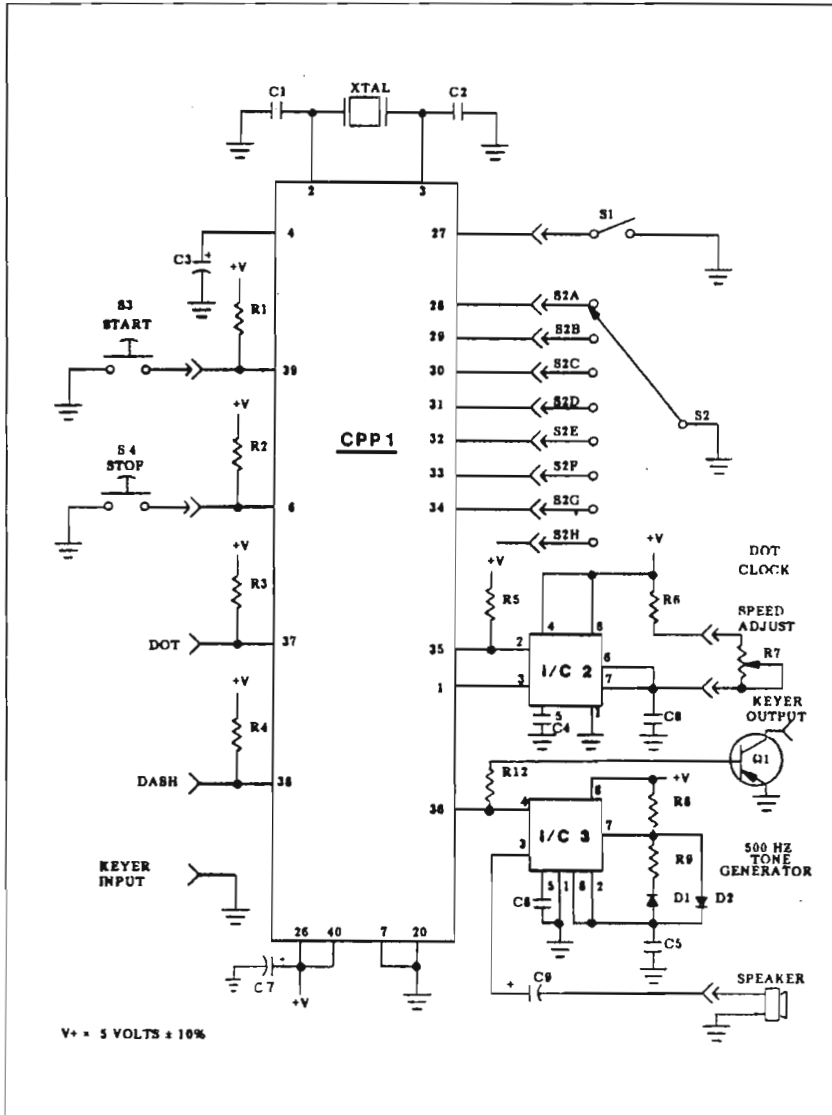 C1
XTAL
C2
2
3
4
27
S1
C3
+
+V
R1
S3
START
39
28
S2A
29
S2B
30
S2C
31
S2D
32
S2E
33
S2F
34
S2G
S2H
S2
CPP1
+V
R2
S4
STOP
6
+V
R3
DOT
37
+V
R4
DASH
38
KEYER
INPUT
+V
R5
+V
DOT
CLOCK
R6
SPEED
ADJUST
R7
35
2
4
8
6
I/C 2
1
3
7
5
C4
1
C8
KEYER
OUTPUT
Q1
R12
36
4
8
+V
R8
I/C 3
7
3
500 HZ
TONE
GENERATOR
R9
5
1
6
2
C6
D1
D2
C5
26
40
7
20
C7
+V
+
C9
SPEAKER
V+ = 5 VOLTS ± 10%